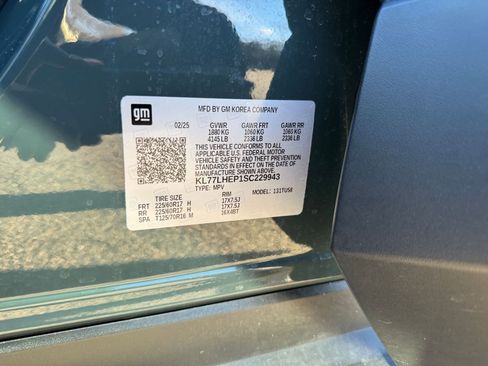 gm
MFD BY GM KOREA COMPANY
02/25 GVWR GAWR FRT GAWR RR
1880 KG 1060 KG 1060 KG
4145 LB 2336 LB 2336 LB
THIS VEHICLE CONFORMS TO ALL
APPLICABLE U.S. FEDERAL MOTOR
VEHICLE SAFETY AND THEFT PREVENTION
STANDARDS IN EFFECT ON THE DATE OF
MANUFACTURE SHOWN ABOVE.
KL77LHEP1SC229943
TYPE: MPV MODEL: 131TU58
TIRE SIZE RIM
FRT 225/60R17 H 17X7.5J
RR 225/60R17 H 17X7.5J
SPA T125/70R16 M 16X4BT